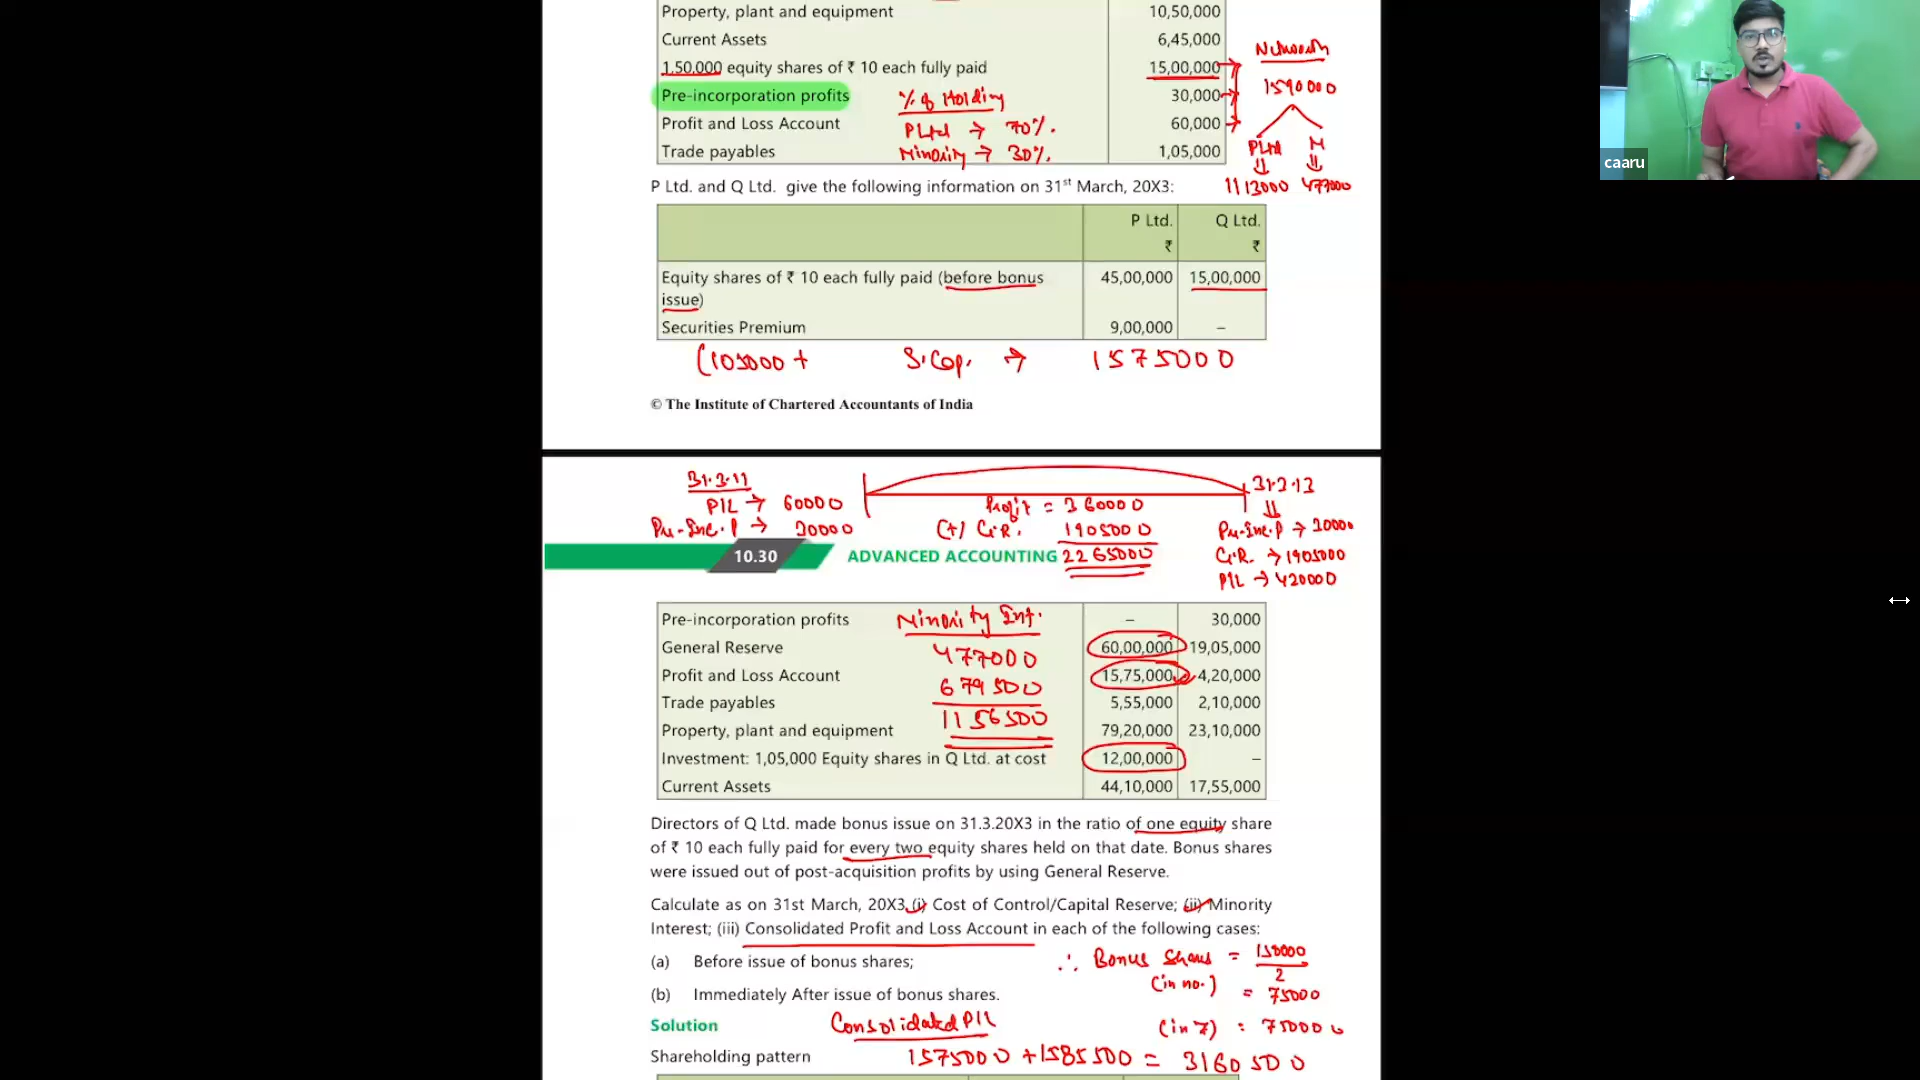 Property, plant and equipment 10,50,000
Current Assets 6,45,000
Networth
1,50,000 equity shares of ₹ 10 each fully paid 15,00,000
1590000
Pre-incorporation profits % of Holding 30,000
Profit and Loss Account PLtd → 70%. 60,000
PLtd M
Trade payables Minority → 30%. 1,05,000
caaru
P Ltd. and Q Ltd. give the following information on 31st March, 20X3:
1113000 477000
P Ltd. Q Ltd.
₹ ₹
Equity shares of ₹ 10 each fully paid (before bonus issue) 45,00,000 15,00,000
Securities Premium 9,00,000 –
(105000 + S.Cap. → 1575000
© The Institute of Chartered Accountants of India
31.3.11 31.3.13
P/L → 60000 Profit = 360000
Pre-Inc.P → 30000 (+) G.R. 1905000 Pre-Inc.P → 30000
10.30 ADVANCED ACCOUNTING 2265000 G.R. → 1905000
P/L → 420000
Pre-incorporation profits Minority Int. – 30,000
General Reserve 477000 60,00,000 19,05,000
Profit and Loss Account 679500 15,75,000 4,20,000
Trade payables 1156500 5,55,000 2,10,000
Property, plant and equipment 79,20,000 23,10,000
Investment: 1,05,000 Equity shares in Q Ltd. at cost 12,00,000 –
Current Assets 44,10,000 17,55,000
Directors of Q Ltd. made bonus issue on 31.3.20X3 in the ratio of one equity share
of ₹ 10 each fully paid for every two equity shares held on that date. Bonus shares
were issued out of post-acquisition profits by using General Reserve.
Calculate as on 31st March, 20X3 (i) Cost of Control/Capital Reserve; (ii) Minority
Interest; (iii) Consolidated Profit and Loss Account in each of the following cases:
(a) Before issue of bonus shares; ∴ Bonus Shares = 150000/2
(in no.)
(b) Immediately After issue of bonus shares. = 75000
Solution Consolidated P/L (in ₹) = 750000
Shareholding pattern 1575000 + 1585500 = 3160500